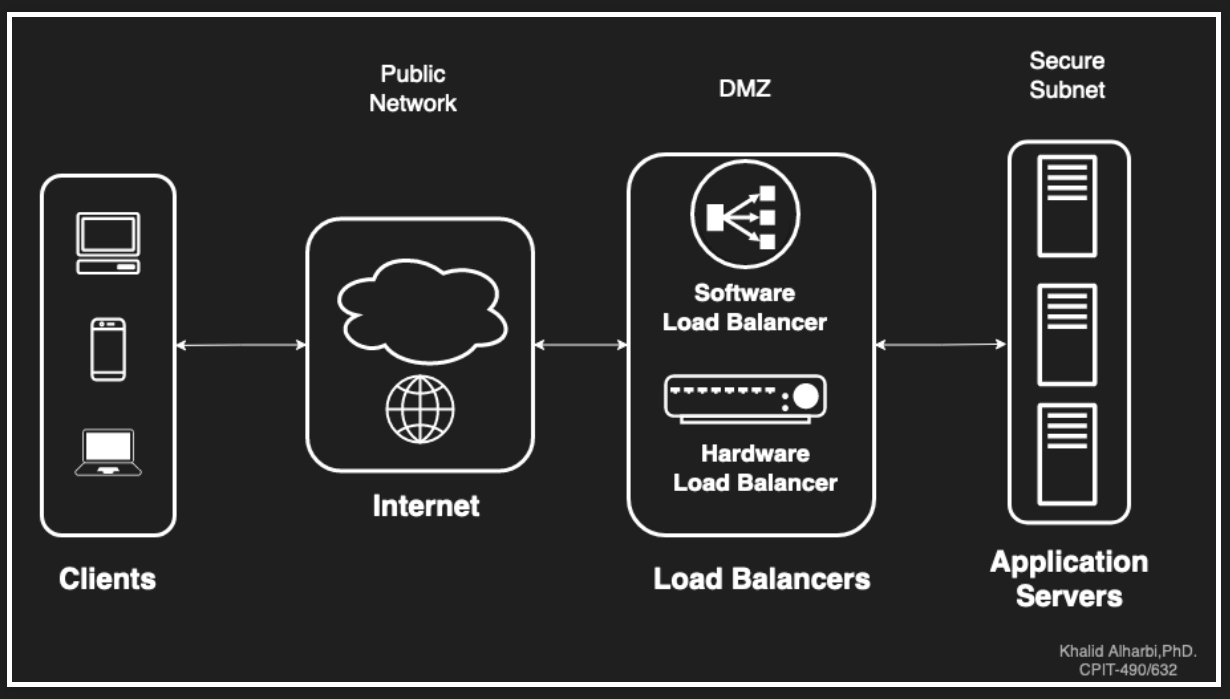 Public
Network
DMZ
Secure
Subnet
Software
Load Balancer
Hardware
Load Balancer
Internet
Clients
Load Balancers
Application
Servers
Khalid Alharbi,PhD.
CPIT-490/632